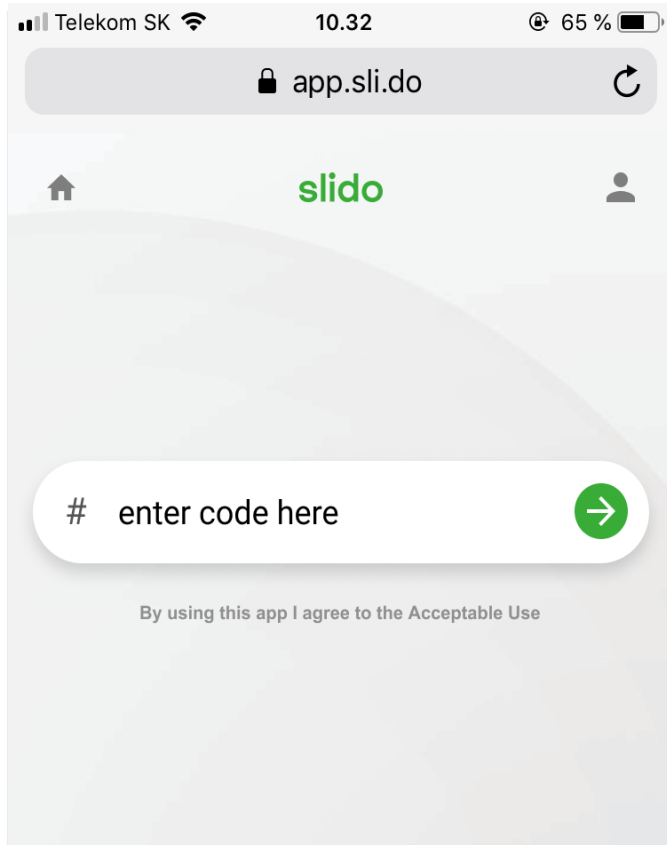 Telekom SK 10.32 65 %
app.sli.do
slido
# enter code here
By using this app I agree to the Acceptable Use